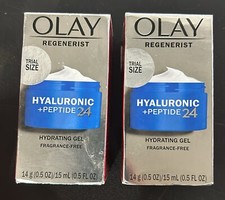 OLAY
REGENERIST
TRIAL
SIZE
HYALURONIC
+PEPTIDE 24
HYDRATING GEL
FRAGRANCE-FREE
14 g (0.5 OZ)/15 mL (0.5 FL OZ)
OLAY
REGENERIST
TRIAL
SIZE
HYALURONIC
+PEPTIDE 24
HYDRATING GEL
FRAGRANCE-FREE
14 g (0.5 OZ)/15 mL (0.5 FL OZ)